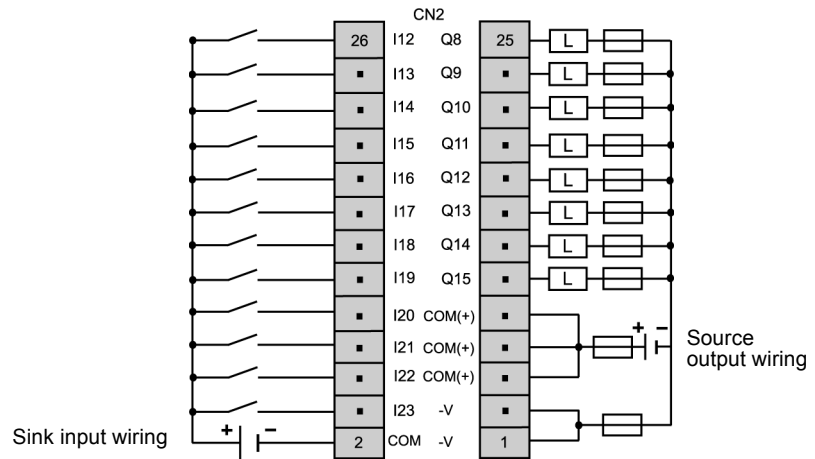 CN2
26 I12 Q8 25 L
I13 Q9 L
I14 Q10 L
I15 Q11 L
I16 Q12 L
I17 Q13 L
I18 Q14 L
I19 Q15 L
I20 COM(+)
+ −
I21 COM(+)
Source
output wiring
I22 COM(+)
I23 -V
+ −
Sink input wiring
2 COM -V 1